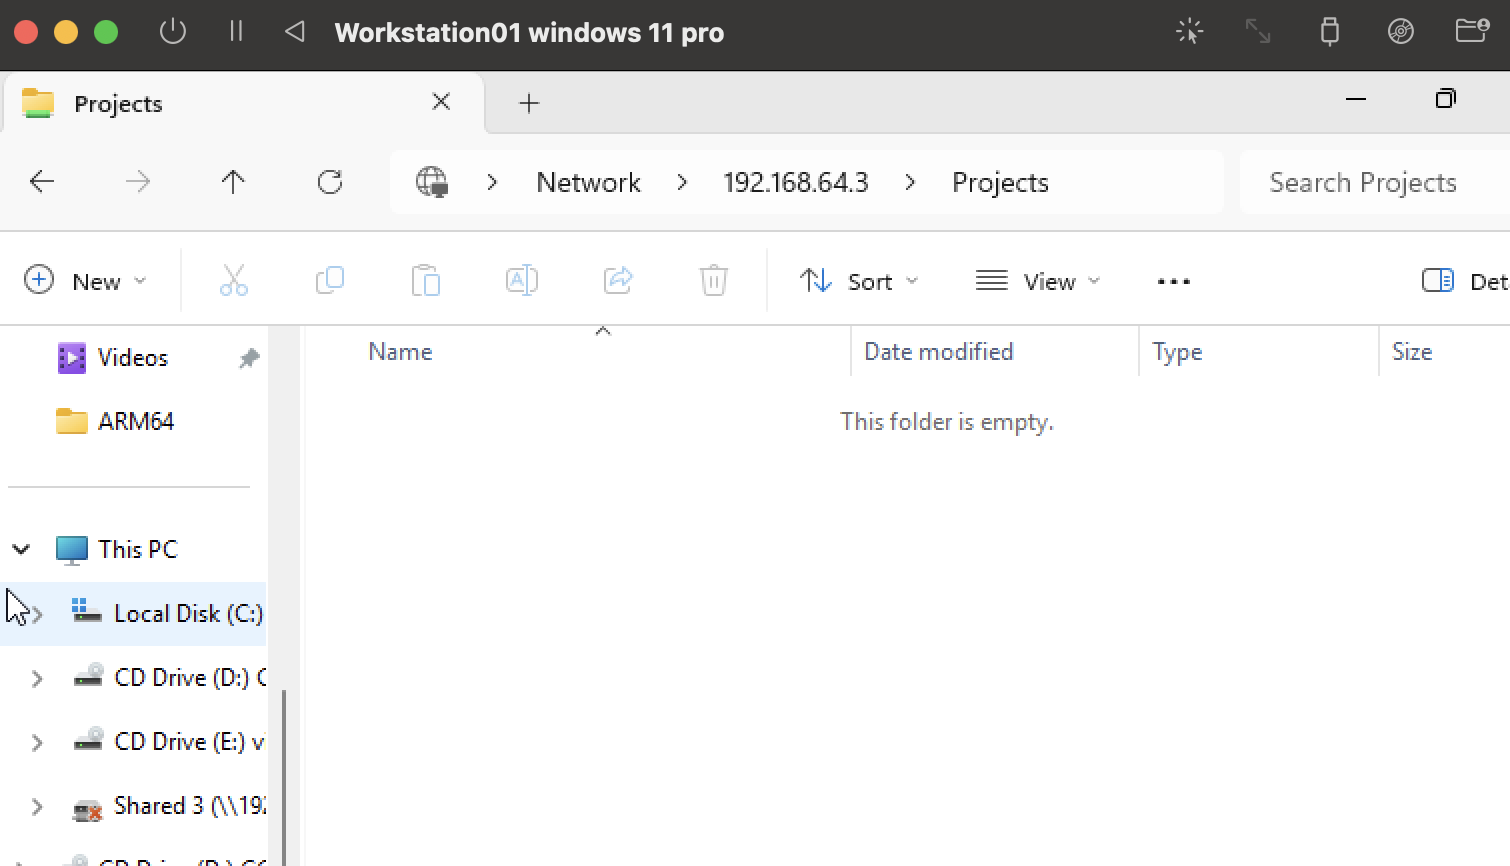 Workstation01 windows 11 pro
Projects
Network > 192.168.64.3 > Projects
Search Projects
New
Sort
View
Det
Name
Date modified
Type
Size
This folder is empty.
Videos
ARM64
This PC
Local Disk (C:)
CD Drive (D:) C
CD Drive (E:) v
Shared 3 (\\192